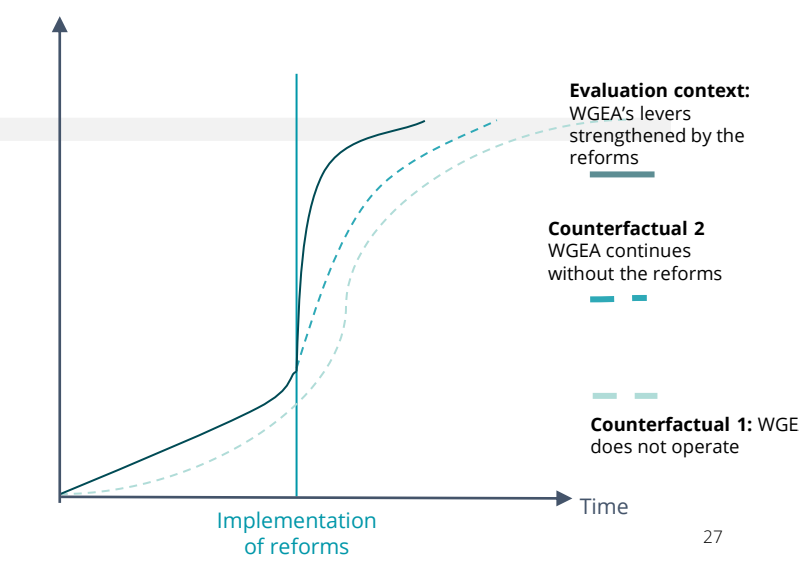 Evaluation context:
WGEA's levers
strengthened by the
reforms
Counterfactual 2
WGEA continues
without the reforms
Counterfactual 1: WGE
does not operate
Time
Implementation
of reforms
27